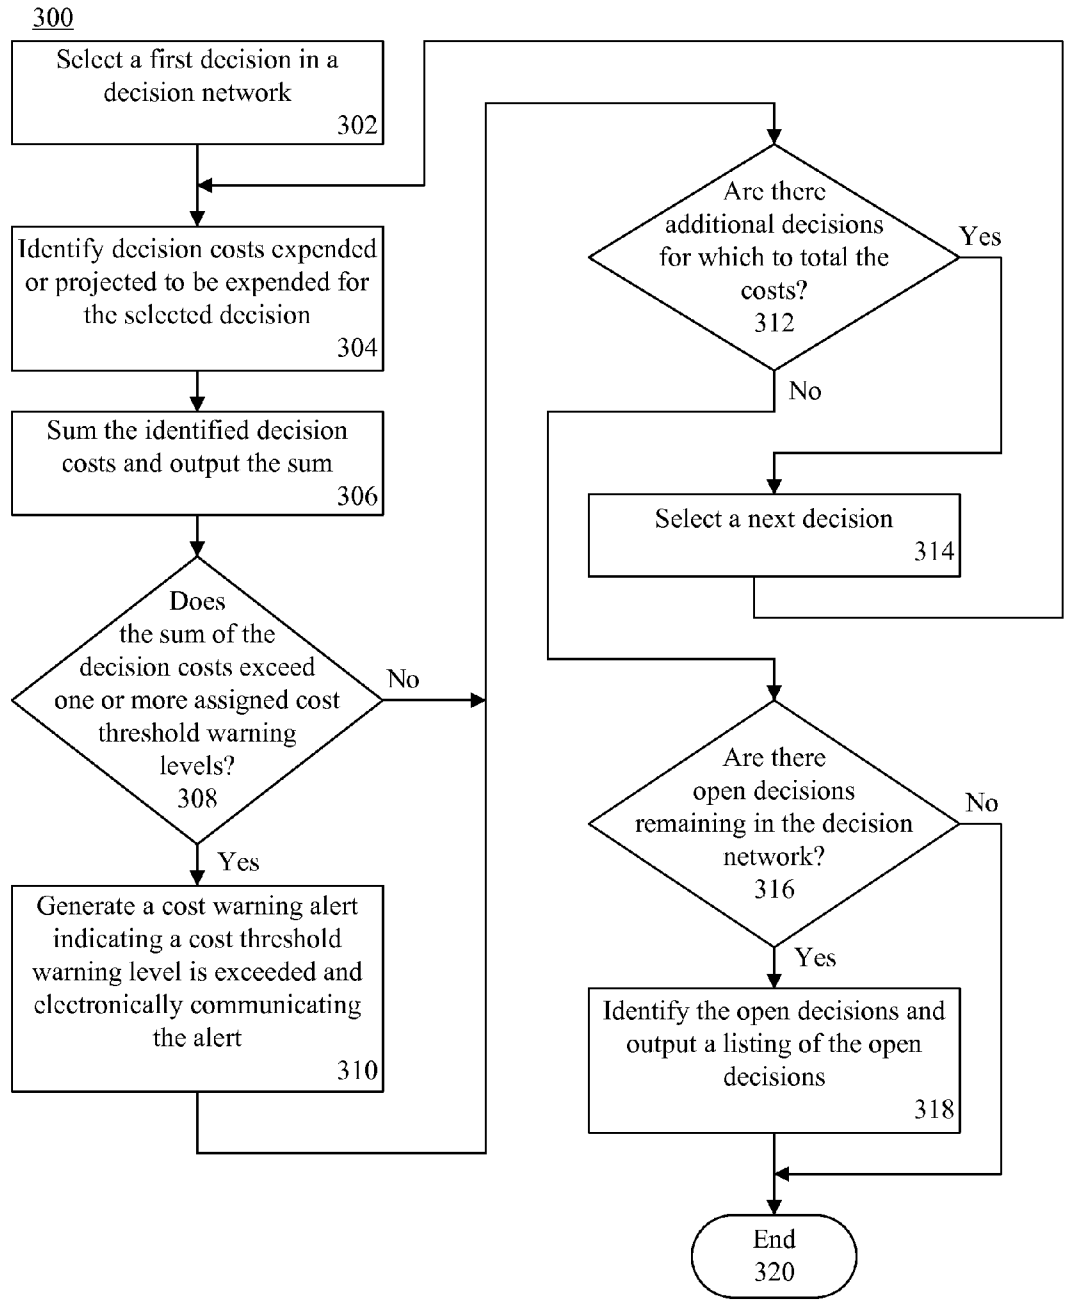 300
Select a first decision in a
decision network
302
Identify decision costs expended
or projected to be expended for
the selected decision
304
Sum the identified decision
costs and output the sum
306
Does
the sum of the
decision costs exceed
one or more assigned cost
threshold warning
levels?
308
No
Yes
Generate a cost warning alert
indicating a cost threshold
warning level is exceeded and
electronically communicating
the alert
310
Are there
additional decisions
for which to total the
costs?
312
Yes
No
Select a next decision
314
Are there
open decisions
remaining in the decision
network?
316
No
Yes
Identify the open decisions and
output a listing of the open
decisions
318
End
320